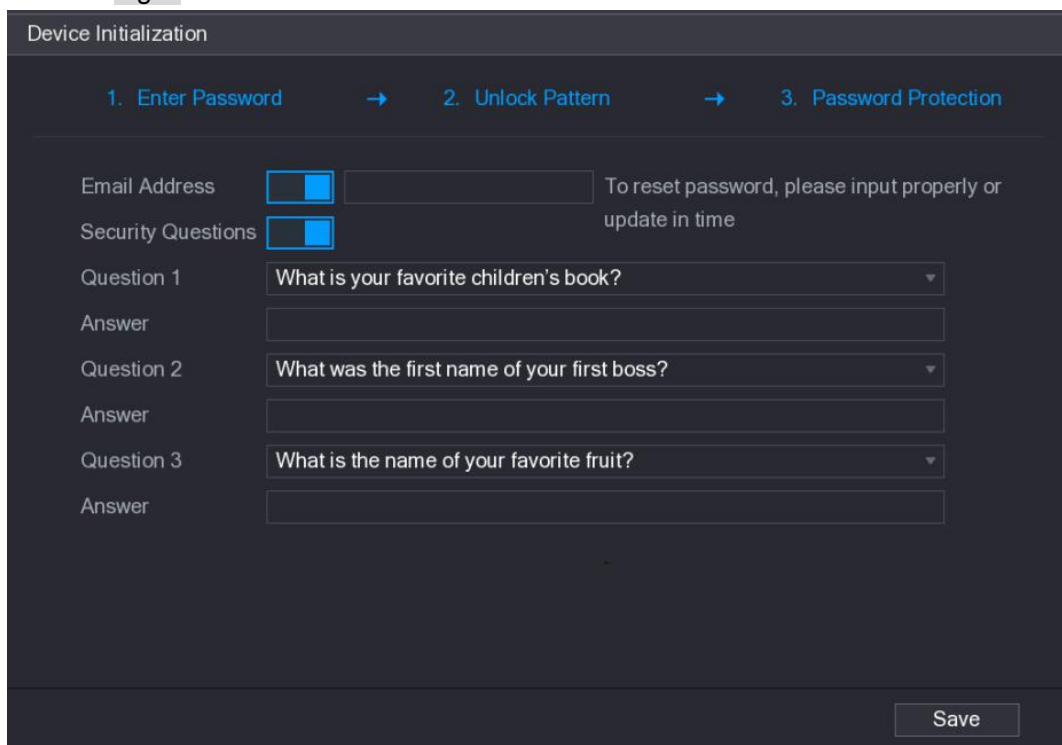 Device Initialization
1. Enter Password → 2. Unlock Pattern → 3. Password Protection
Email Address To reset password, please input properly or
update in time
Security Questions
Question 1 What is your favorite children's book?
Answer
Question 2 What was the first name of your first boss?
Answer
Question 3 What is the name of your favorite fruit?
Answer
Save